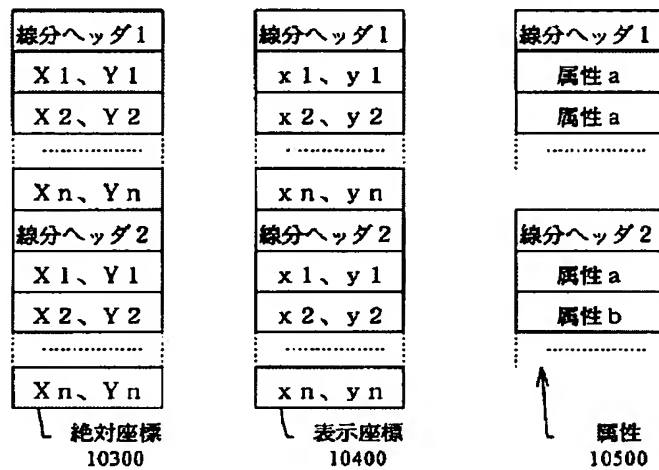 線分ヘッダ1
X1、Y1
X2、Y2
Xn、Yn
線分ヘッダ2
X1、Y1
X2、Y2
Xn、Yn
絶対座標
10300
線分ヘッダ1
x1、y1
x2、y2
xn、yn
線分ヘッダ2
x1、y1
x2、y2
xn、yn
表示座標
10400
線分ヘッダ1
属性a
属性a
線分ヘッダ2
属性a
属性b
属性
10500